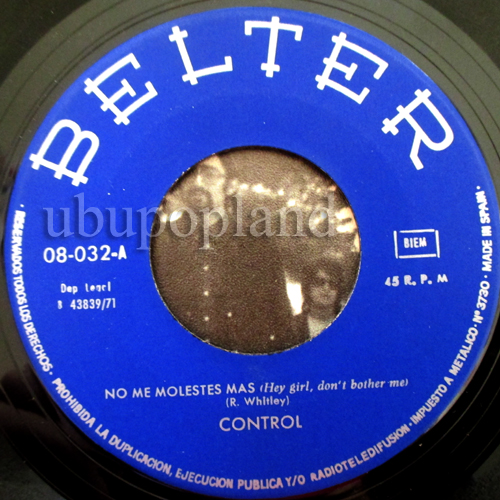 BELTER
ubupopland
08-032-A
BIEM
Dep legal
B 43839/71
45 R. P. M
NO ME MOLESTES MAS (Hey girl, don't bother me)
(R. Whitley)
CONTROL
· RESERVADOS TODOS LOS DERECHOS · PROHIBIDA LA DUPLICACION, EJECUCION PUBLICA Y/O RADIOTELEDIFUSION · IMPUESTO A METALICO · Nº 3730 · MADE IN SPAIN ·